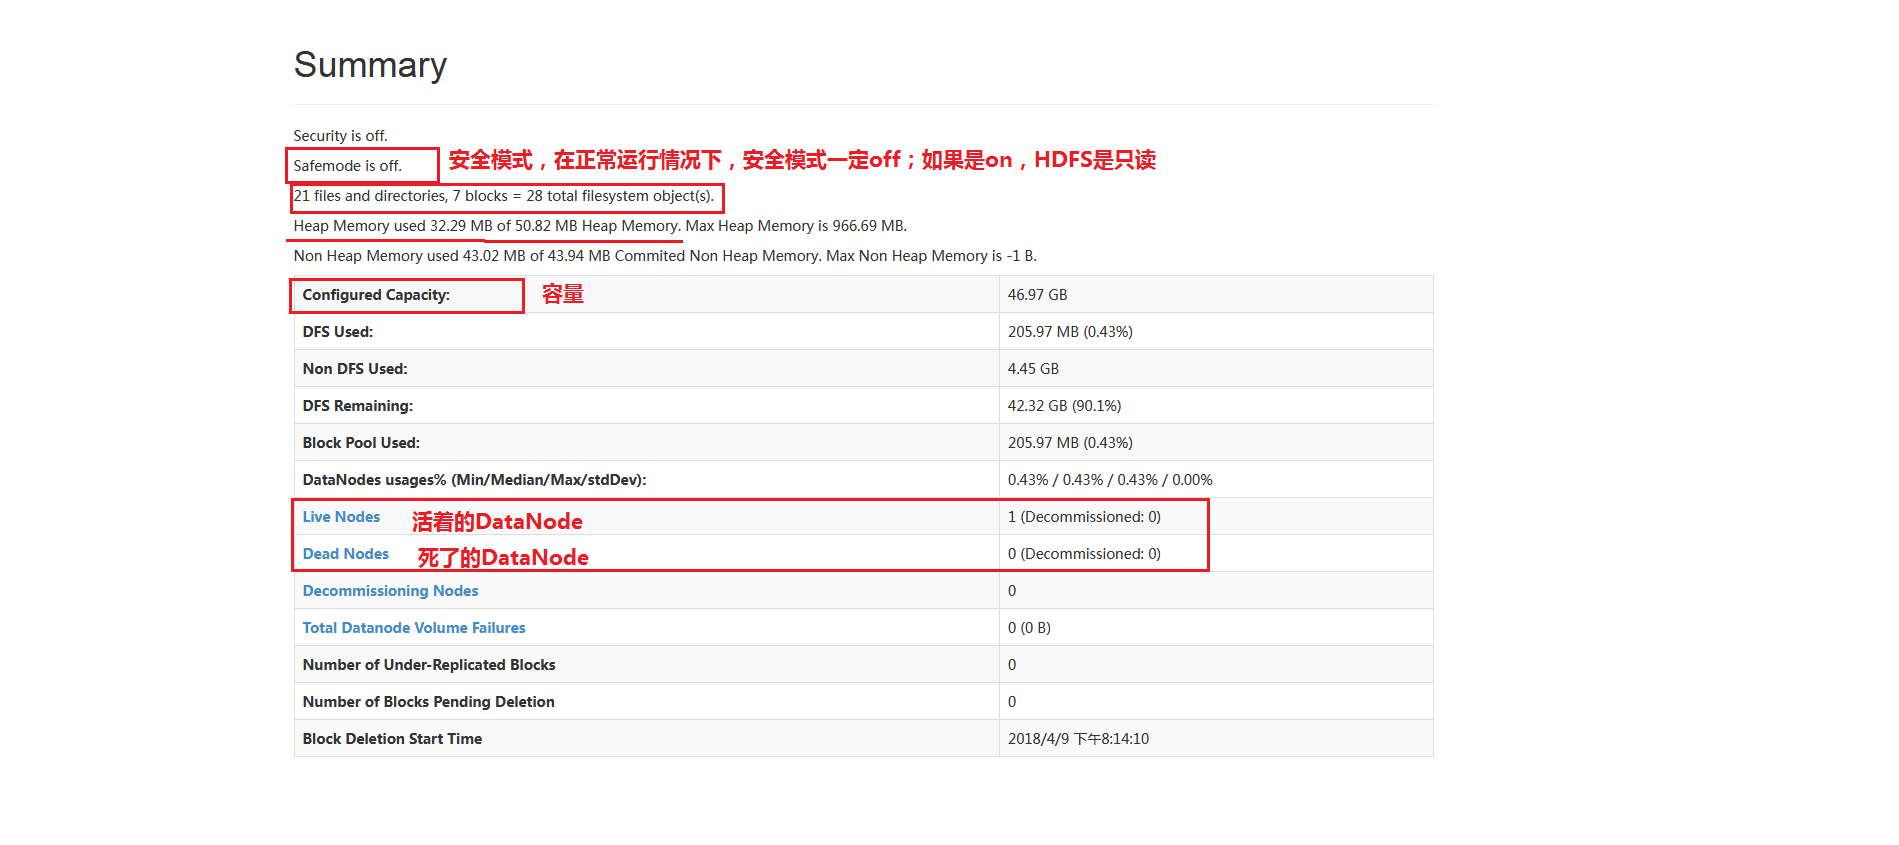 Summary
Security is off.
Safemode is off. 安全模式，在正常运行情况下，安全模式一定off；如果是on，HDFS是只读
21 files and directories, 7 blocks = 28 total filesystem object(s).
Heap Memory used 32.29 MB of 50.82 MB Heap Memory. Max Heap Memory is 966.69 MB.
Non Heap Memory used 43.02 MB of 43.94 MB Commited Non Heap Memory. Max Non Heap Memory is -1 B.
Configured Capacity: 容量 46.97 GB
DFS Used: 205.97 MB (0.43%)
Non DFS Used: 4.45 GB
DFS Remaining: 42.32 GB (90.1%)
Block Pool Used: 205.97 MB (0.43%)
DataNodes usages% (Min/Median/Max/stdDev): 0.43% / 0.43% / 0.43% / 0.00%
Live Nodes 活着的DataNode 1 (Decommissioned: 0)
Dead Nodes 死了的DataNode 0 (Decommissioned: 0)
Decommissioning Nodes 0
Total Datanode Volume Failures 0 (0 B)
Number of Under-Replicated Blocks 0
Number of Blocks Pending Deletion 0
Block Deletion Start Time 2018/4/9 下午8:14:10